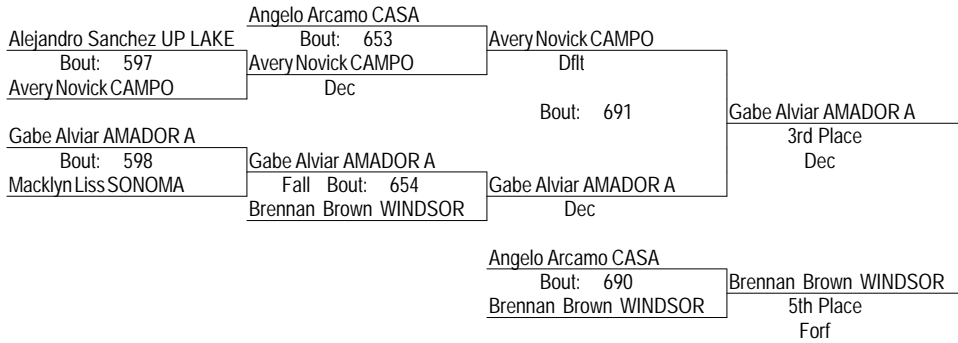 Angelo Arcamo CASA
Alejandro Sanchez UP LAKE Bout: 653 Avery Novick CAMPO
Bout: 597 Avery Novick CAMPO Dflt
Avery Novick CAMPO Dec
Bout: 691 Gabe Alviar AMADOR A
Gabe Alviar AMADOR A 3rd Place
Bout: 598 Gabe Alviar AMADOR A Dec
Macklyn Liss SONOMA Fall Bout: 654 Gabe Alviar AMADOR A
Brennan Brown WINDSOR Dec
Angelo Arcamo CASA
Bout: 690 Brennan Brown WINDSOR
Brennan Brown WINDSOR 5th Place
Forf